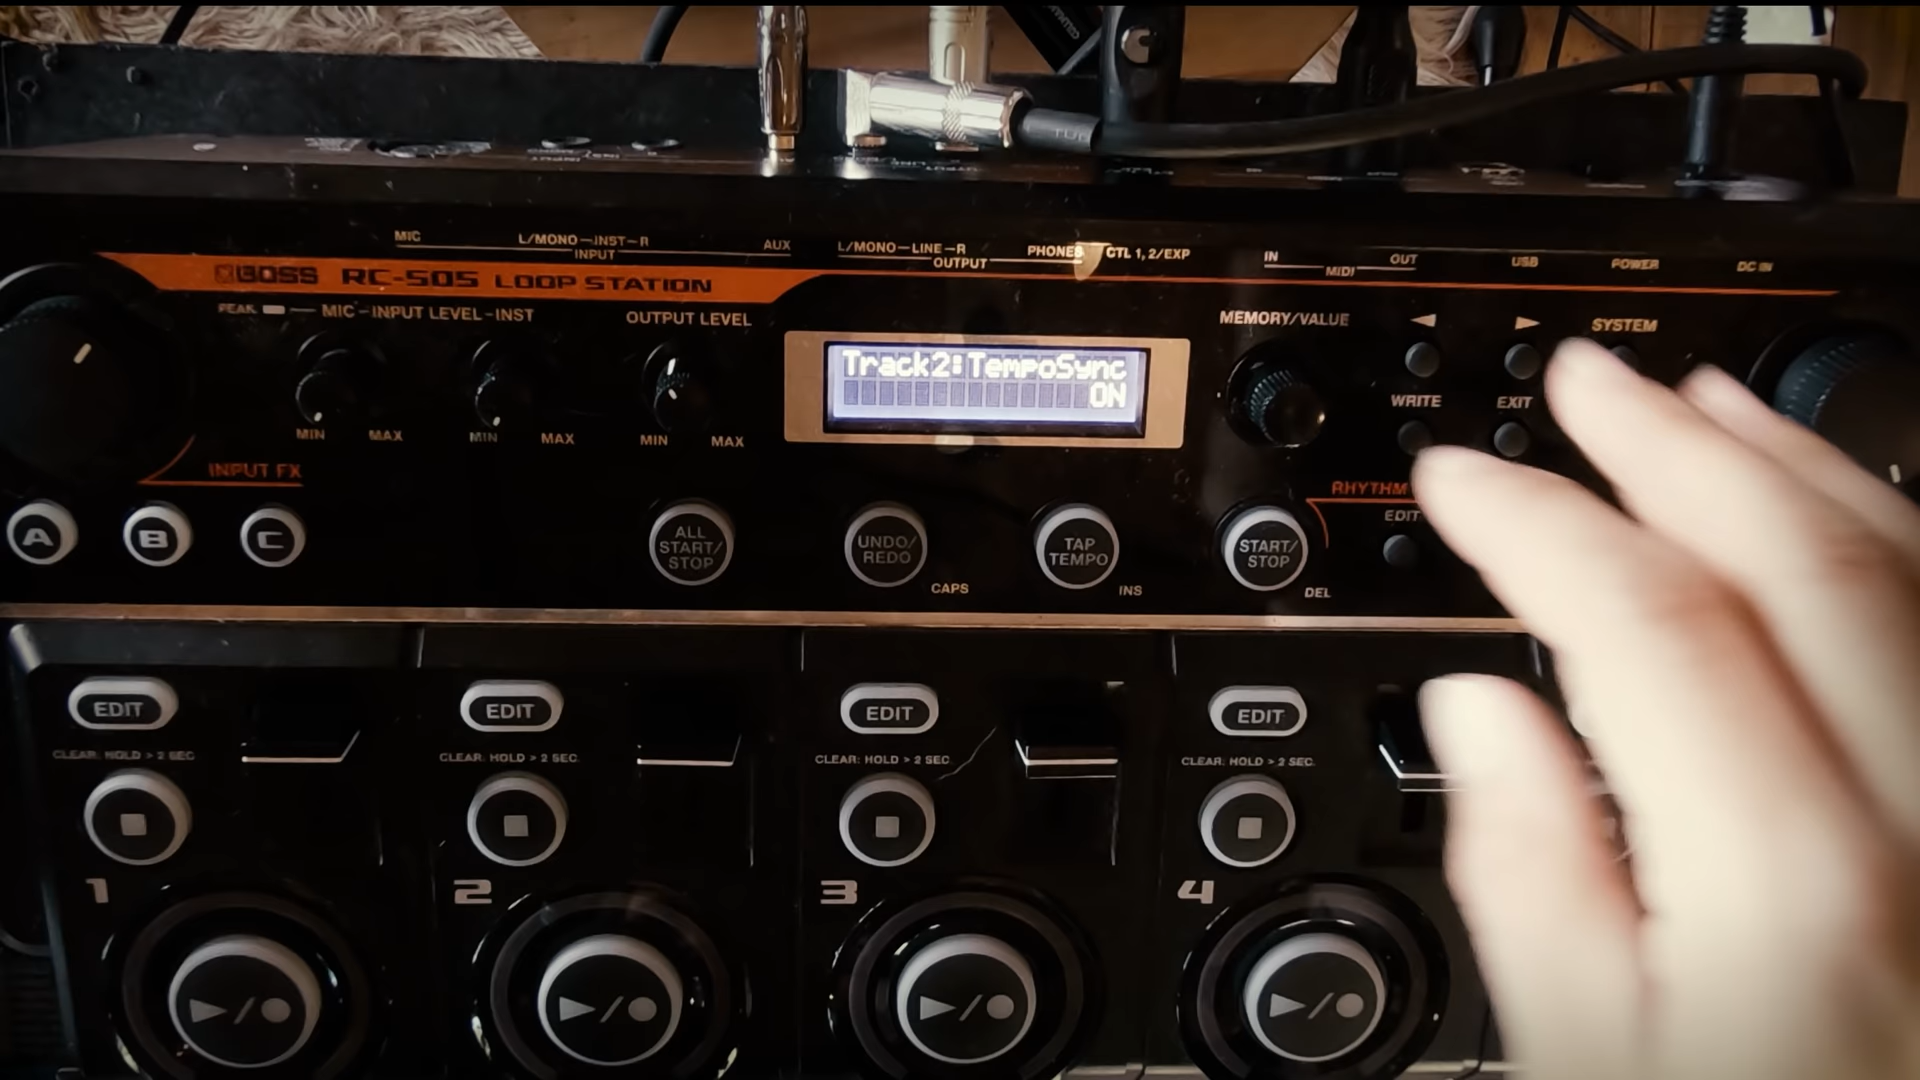 MIC
L/MONO-INST-R
INPUT
AUX
L/MONO-LINE-R
OUTPUT
PHONES
CTL 1, 2/EXP
IN
MIDI
OUT
USB
POWER
DC IN
BOSS RC-505 LOOP STATION
PEAK
MIC-INPUT LEVEL-INST
OUTPUT LEVEL
MEMORY/VALUE
SYSTEM
Track2:TempoSync
ON
WRITE
EXIT
MIN
MAX
MIN
MAX
MIN
MAX
INPUT FX
RHYTHM
EDIT
A
B
C
ALL
START/
STOP
UNDO/
REDO
CAPS
TAP
TEMPO
INS
START/
STOP
DEL
EDIT
EDIT
EDIT
EDIT
CLEAR: HOLD > 2 SEC
CLEAR: HOLD > 2 SEC.
CLEAR: HOLD > 2 SEC.
CLEAR: HOLD > 2 SEC.
1
2
3
4